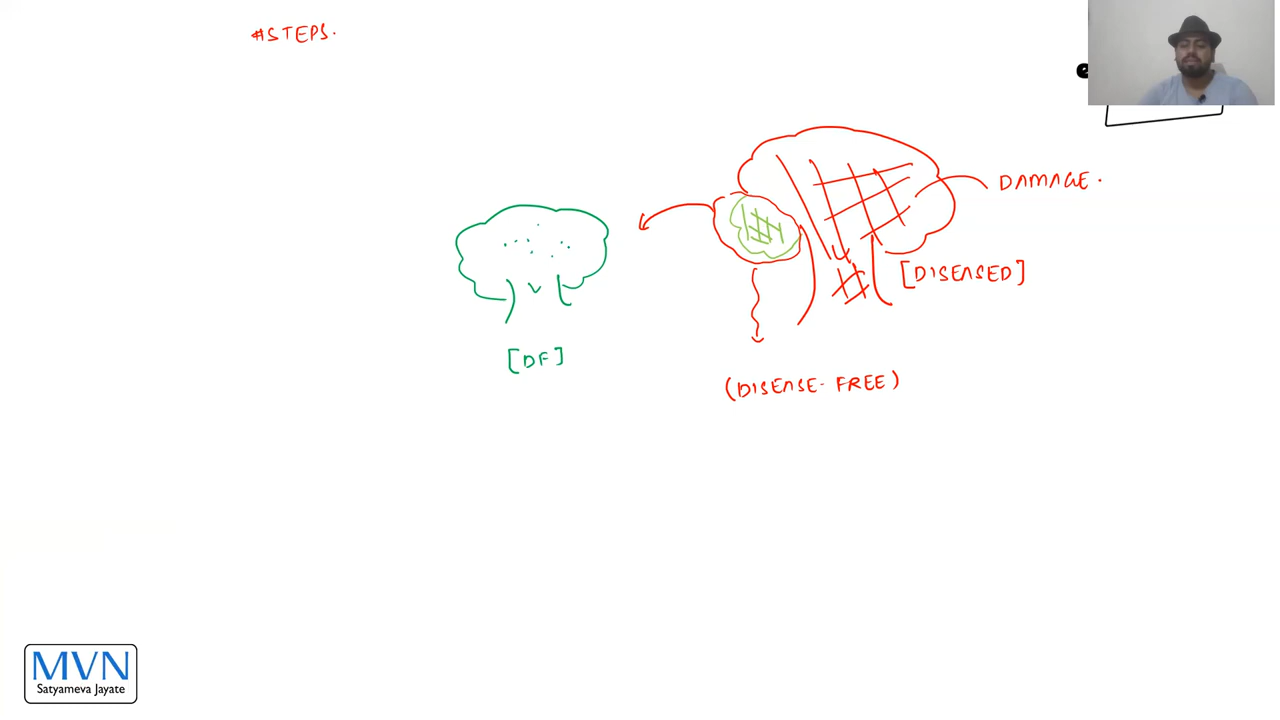 #STEPS.
DAMAGE.
[DISEASED]
[DF]
(DISEASE-FREE)
MVN
Satyameva Jayate